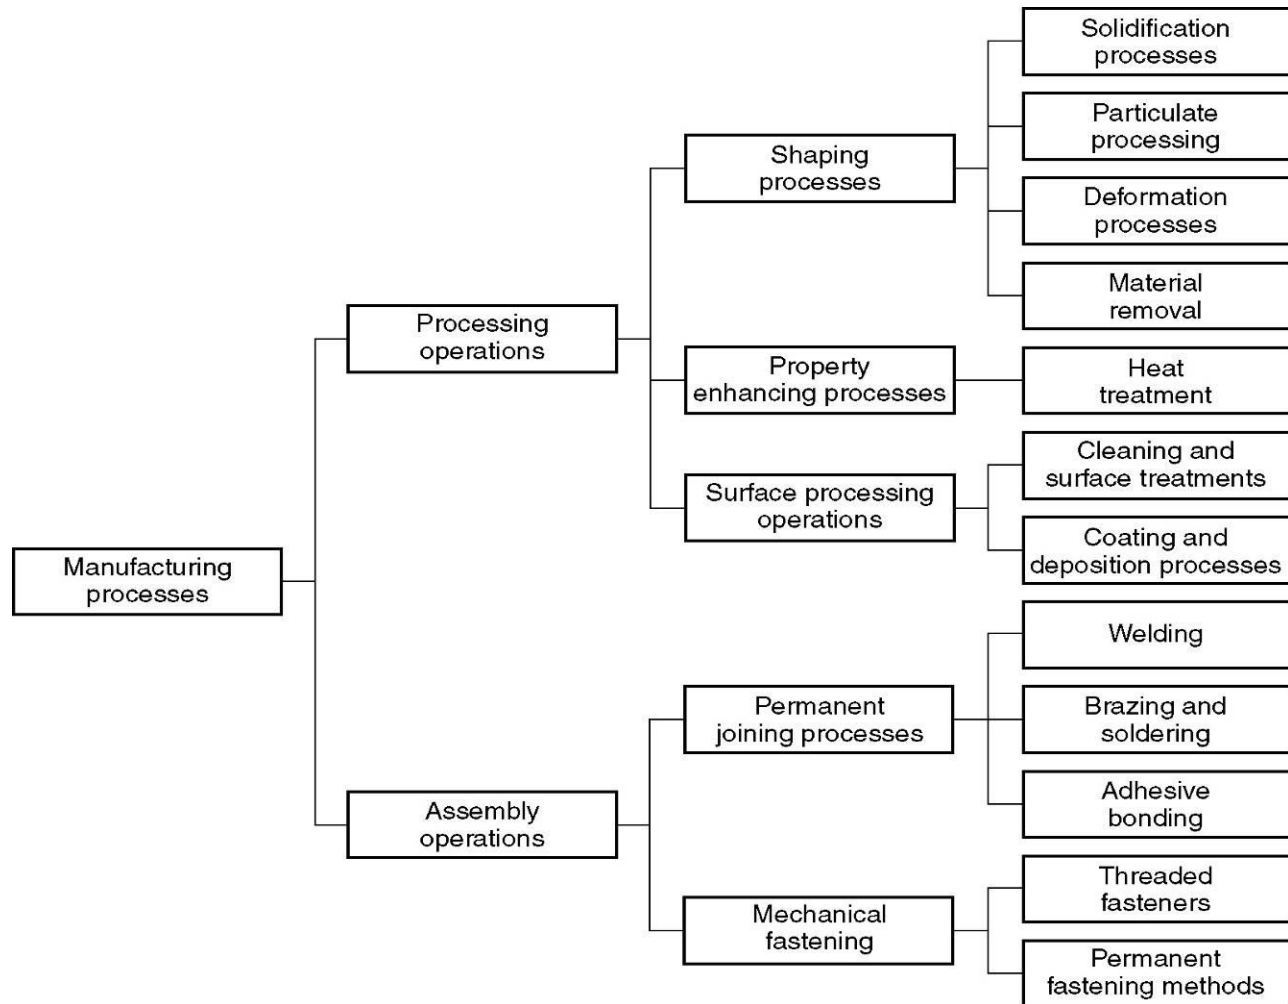 Solidification
processes
Particulate
processing
Shaping
processes
Deformation
processes
Material
removal
Processing
operations
Property
enhancing processes
Heat
treatment
Cleaning and
surface treatments
Surface processing
operations
Coating and
deposition processes
Manufacturing
processes
Welding
Permanent
joining processes
Brazing and
soldering
Adhesive
bonding
Assembly
operations
Threaded
fasteners
Mechanical
fastening
Permanent
fastening methods